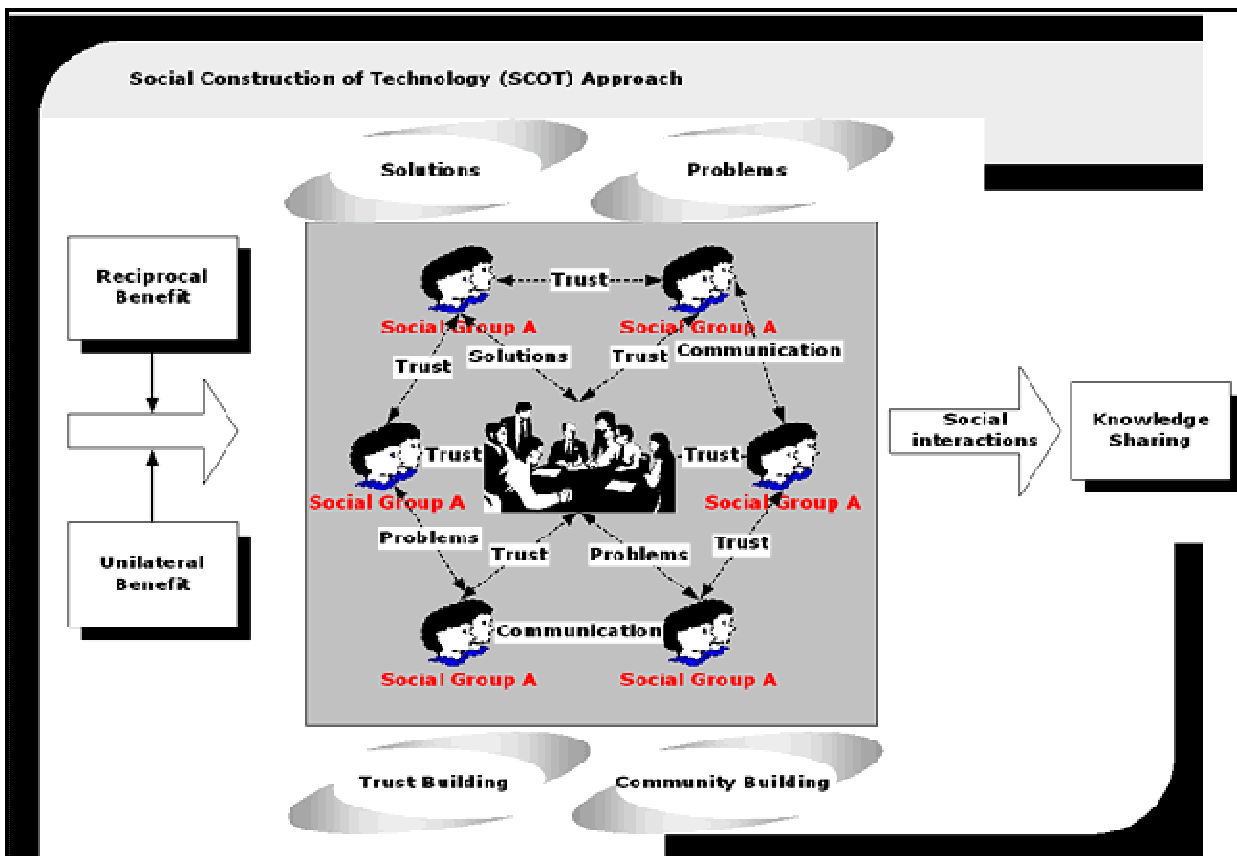 Social Construction of Technology (SCOT) Approach
Solutions
Problems
Reciprocal
Benefit
Trust
Social Group A
Social Group A
Trust
Solutions
Trust
Communication
Trust
Trust
Social Group A
Social Group A
Social
interactions
Knowledge
Sharing
Unilateral
Benefit
Problems
Trust
Problems
Trust
Communication
Social Group A
Social Group A
Trust Building
Community Building